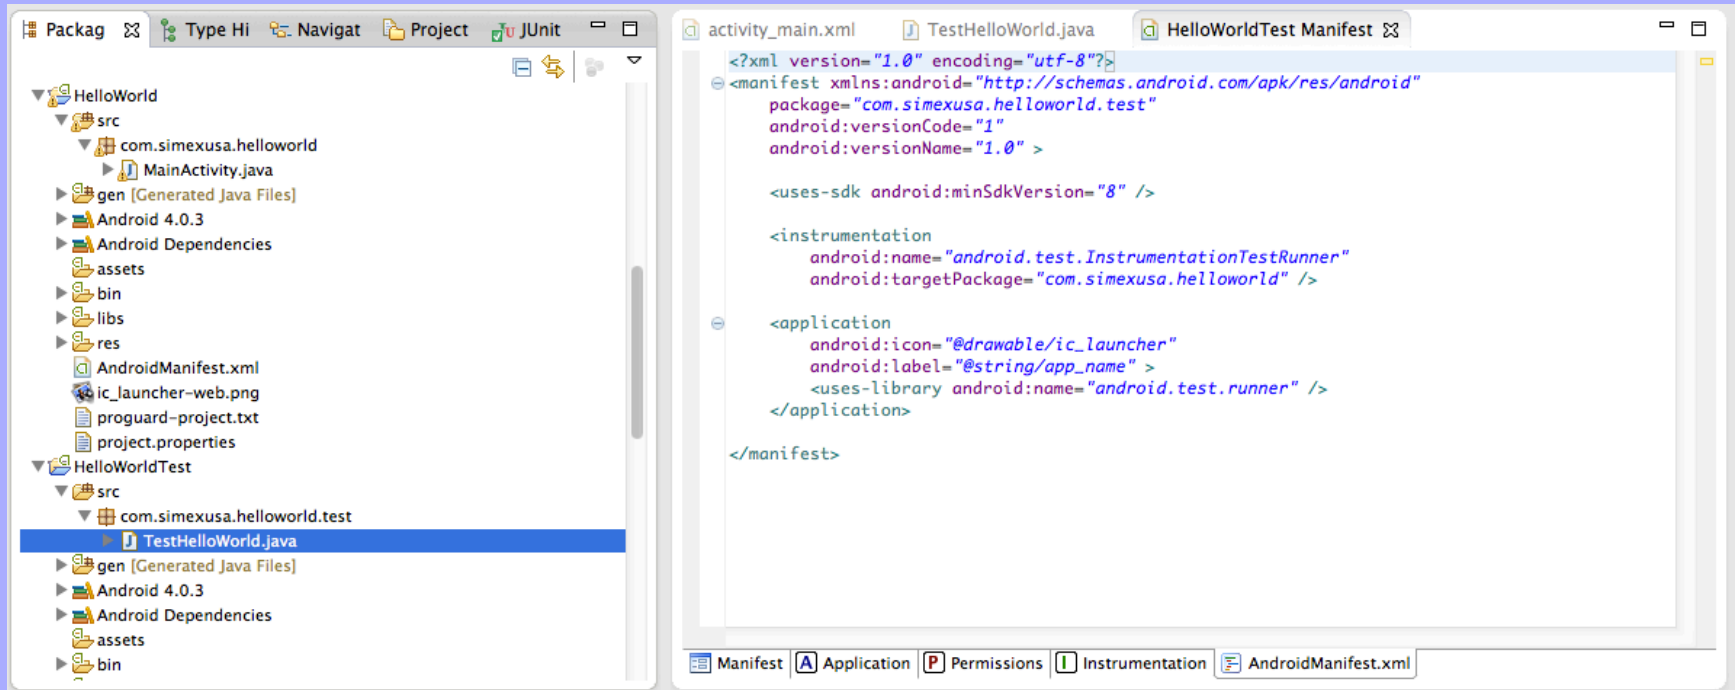 Packag
Type Hi
Navigat
Project
JUnit
HelloWorld
src
com.simexusa.helloworld
MainActivity.java
gen [Generated Java Files]
Android 4.0.3
Android Dependencies
assets
bin
libs
res
AndroidManifest.xml
ic_launcher-web.png
proguard-project.txt
project.properties
HelloWorldTest
src
com.simexusa.helloworld.test
TestHelloWorld.java
gen [Generated Java Files]
Android 4.0.3
Android Dependencies
assets
bin
activity_main.xml
TestHelloWorld.java
HelloWorldTest Manifest
<?xml version="1.0" encoding="utf-8"?>
<manifest xmlns:android="http://schemas.android.com/apk/res/android"
package="com.simexusa.helloworld.test"
android:versionCode="1"
android:versionName="1.0" >
<uses-sdk android:minSdkVersion="8" />
<instrumentation
android:name="android.test.InstrumentationTestRunner"
android:targetPackage="com.simexusa.helloworld" />
<application
android:icon="@drawable/ic_launcher"
android:label="@string/app_name" >
<uses-library android:name="android.test.runner" />
</application>
</manifest>
Manifest
A Application
P Permissions
I Instrumentation
AndroidManifest.xml